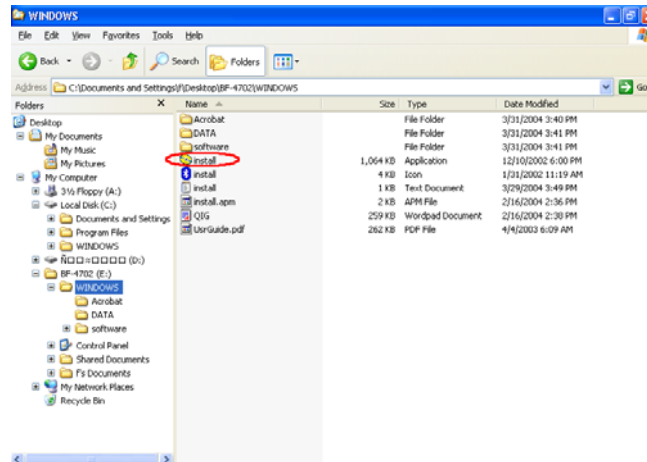 WINDOWS
File Edit View Favorites Tools Help
Back Search Folders
Address C:\Documents and Settings\f\Desktop\BF-4702\WINDOWS Go
Folders X Name Size Type Date Modified
Desktop
My Documents
My Music
My Pictures
My Computer
3½ Floppy (A:)
Local Disk (C:)
Documents and Settings
Program Files
WINDOWS
(D:)
BF-4702 (E:)
WINDOWS
Acrobat
DATA
software
Control Panel
Shared Documents
F's Documents
My Network Places
Recycle Bin
Acrobat File Folder 3/31/2004 3:40 PM
DATA File Folder 3/31/2004 3:41 PM
software File Folder 3/31/2004 3:41 PM
install 1,064 KB Application 12/10/2002 6:00 PM
install 4 KB Icon 1/31/2002 11:19 AM
install 1 KB Text Document 3/29/2004 3:49 PM
install.apm 2 KB APM File 2/16/2004 2:36 PM
QIG 259 KB Wordpad Document 2/16/2004 2:38 PM
UsrGuide.pdf 262 KB PDF File 4/4/2003 6:09 AM